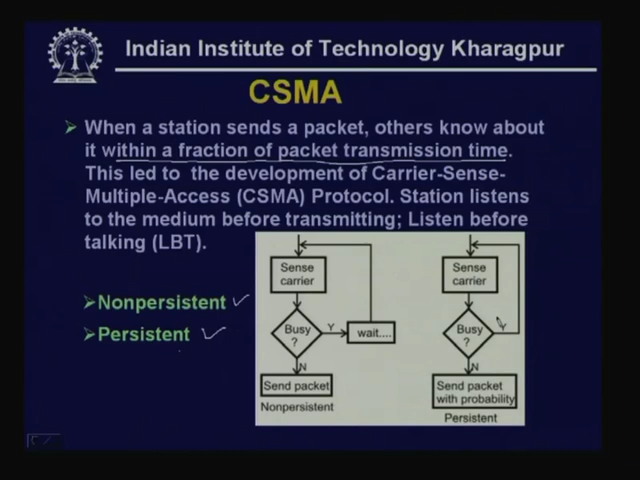 Indian Institute of Technology Kharagpur
CSMA
When a station sends a packet, others know about
it within a fraction of packet transmission time.
This led to the development of Carrier-Sense-
Multiple-Access (CSMA) Protocol. Station listens
to the medium before transmitting; Listen before
talking (LBT).
Nonpersistent
Persistent
Sense
carrier
Busy
?
Y
wait....
N
Send packet
Nonpersistent
Sense
carrier
Busy
?
Y
N
Send packet
with probability
Persistent